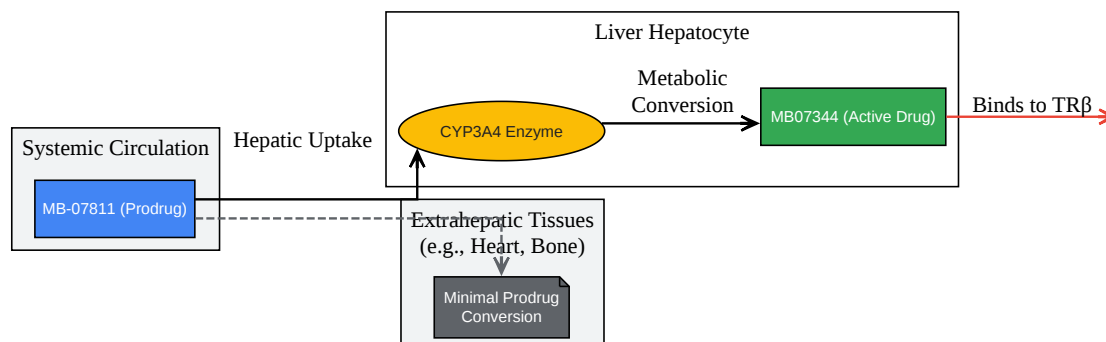 Liver Hepatocyte
Metabolic
Conversion
CYP3A4 Enzyme
MB07344 (Active Drug)
Binds to TRβ
Systemic Circulation
Hepatic Uptake
MB-07811 (Prodrug)
Extrahepatic Tissues
(e.g., Heart, Bone)
Minimal Prodrug
Conversion